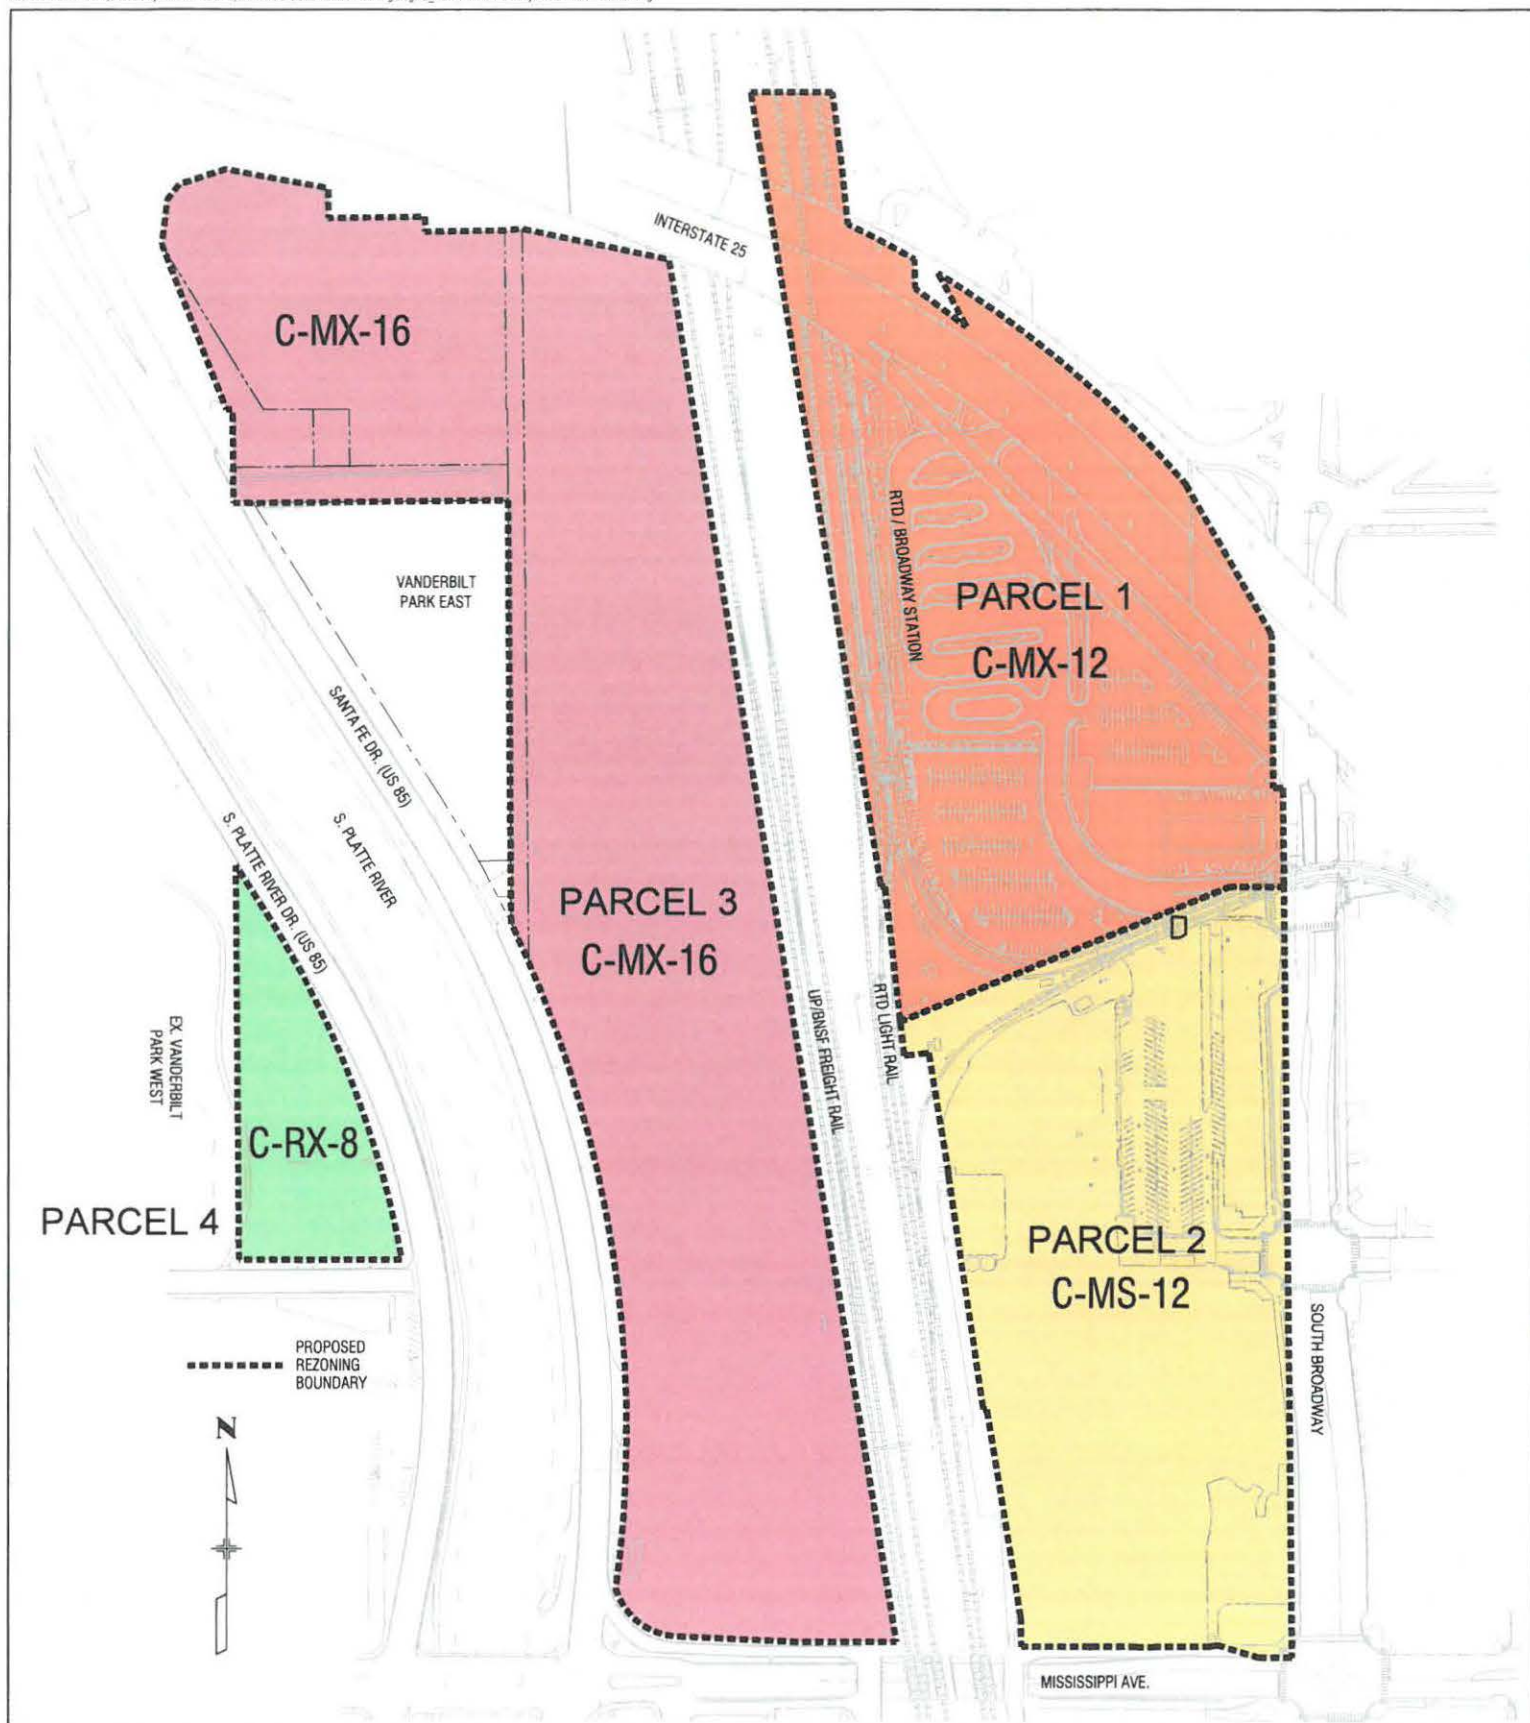 INTERSTATE 25
C-MX-16
RTD / BROADWAY STATION
VANDERBILT
PARK EAST
PARCEL 1
C-MX-12
SANTA FE DR. (US 85)
S. PLATTE RIVER
S. PLATTE RIVER DR. (US 85)
PARCEL 3
C-MX-16
UP/BNSF FREIGHT RAIL
RTD LIGHT RAIL
EX. VANDERBILT
PARK WEST
C-RX-8
PARCEL 4
PARCEL 2
C-MS-12
SOUTH BROADWAY
PROPOSED
REZONING
BOUNDARY
N
MISSISSIPPI AVE.